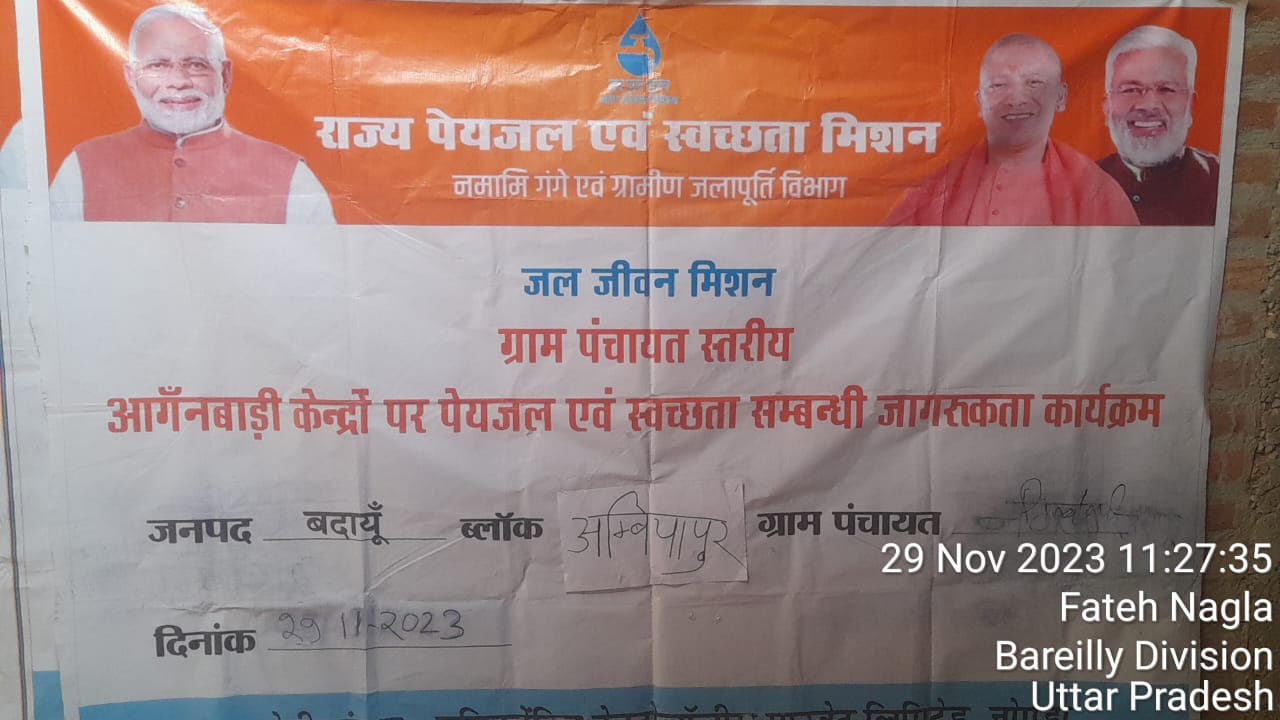 राज्य पेयजल एवं स्वच्छता मिशन
नमामि गंगे एवं ग्रामीण जलापूर्ति विभाग
जल जीवन मिशन
ग्राम पंचायत स्तरीय
आगँनबाड़ी केन्द्रों पर पेयजल एवं स्वच्छता सम्बन्धी जागरूकता कार्यक्रम
जनपद बदायूँ ब्लॉक अम्बियापुर ग्राम पंचायत
दिनांक 29 11-2023
29 Nov 2023 11:27:35
Fateh Nagla
Bareilly Division
Uttar Pradesh